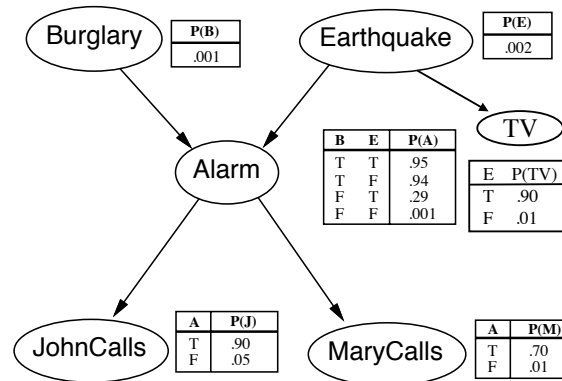 Burglary
P(B)
.001
Earthquake
P(E)
.002
TV
Alarm
B E P(A)
T T .95
T F .94
F T .29
F F .001
E P(TV)
T .90
F .01
JohnCalls
A P(J)
T .90
F .05
MaryCalls
A P(M)
T .70
F .01